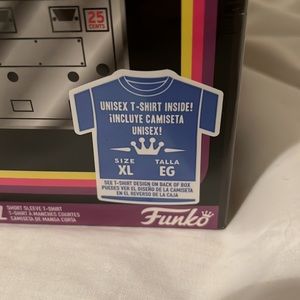 25
CENTS
UNISEX T-SHIRT INSIDE!
¡INCLUYE CAMISETA
UNISEX!
SIZE TALLA
XL EG
SEE T-SHIRT DESIGN ON BACK OF BOX
PUEDES VER EL DISEÑO DE LA CAMISETA
EN EL REVERSO DE LA CAJA
SHORT SLEEVE T-SHIRT
T-SHIRT À MANCHES COURTES
CAMISETA DE MANGA CORTA
Funko